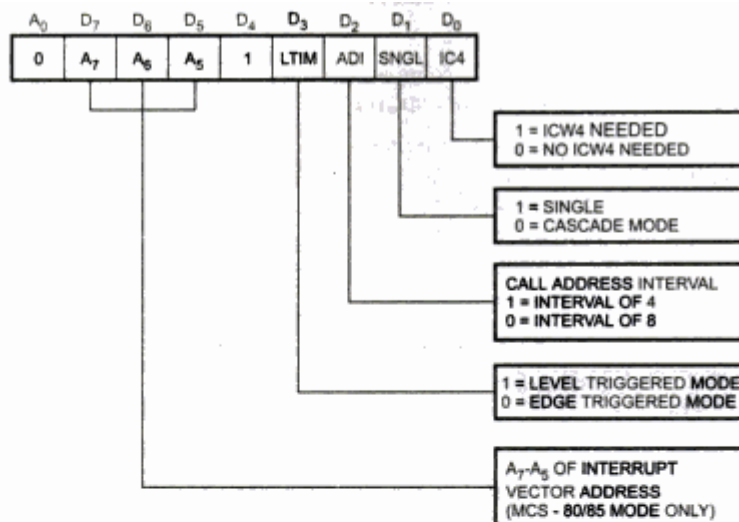 A0 D7 D6 D5 D4 D3 D2 D1 D0
0 A7 A6 A5 1 LTIM ADI SNGL IC4
1 = ICW4 NEEDED
0 = NO ICW4 NEEDED
1 = SINGLE
0 = CASCADE MODE
CALL ADDRESS INTERVAL
1 = INTERVAL OF 4
0 = INTERVAL OF 8
1 = LEVEL TRIGGERED MODE
0 = EDGE TRIGGERED MODE
A7-A5 OF INTERRUPT
VECTOR ADDRESS
(MCS - 80/85 MODE ONLY)